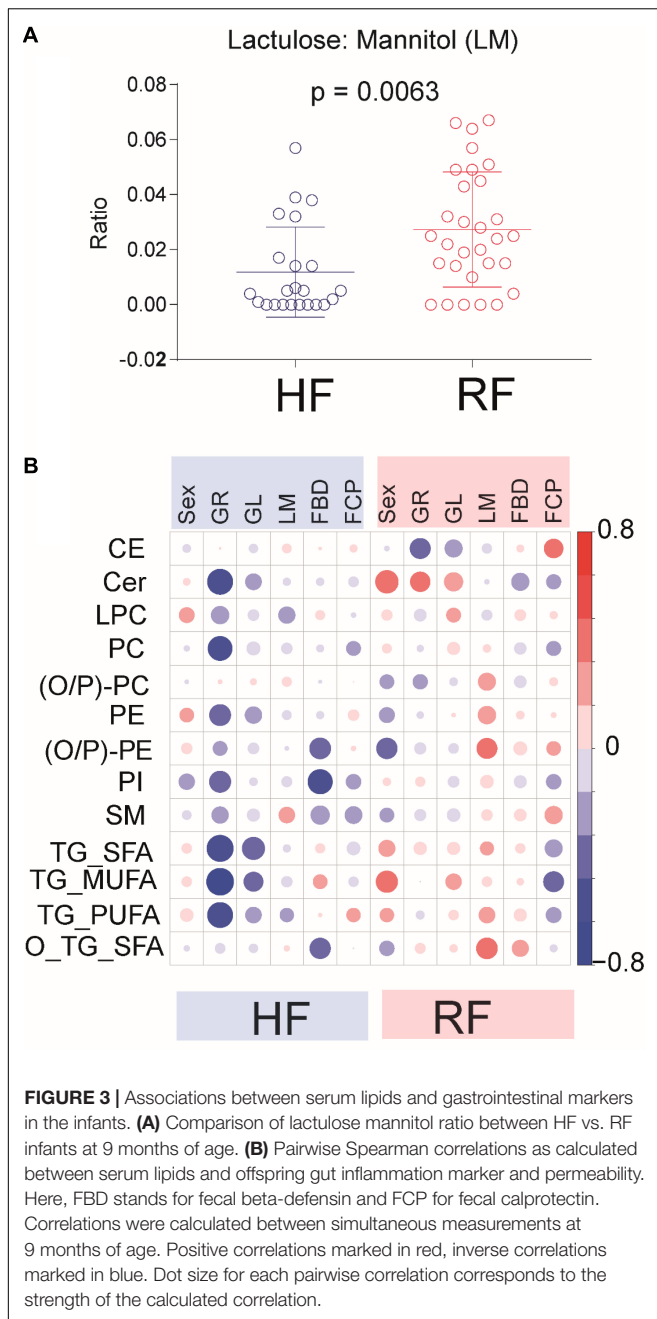 A
Lactulose: Mannitol (LM)
p = 0.0063
0.08
0.06
0.04
0.02
0.00
-0.02
Ratio
HF RF
B
Sex GR GL LM FBD FCP Sex GR GL LM FBD FCP
CE
Cer
LPC
PC
(O/P)-PC
PE
(O/P)-PE
PI
SM
TG_SFA
TG_MUFA
TG_PUFA
O_TG_SFA
0.8
0
−0.8
HF RF
FIGURE 3 | Associations between serum lipids and gastrointestinal markers
in the infants. (A) Comparison of lactulose mannitol ratio between HF vs. RF
infants at 9 months of age. (B) Pairwise Spearman correlations as calculated
between serum lipids and offspring gut inflammation marker and permeability.
Here, FBD stands for fecal beta-defensin and FCP for fecal calprotectin.
Correlations were calculated between simultaneous measurements at
9 months of age. Positive correlations marked in red, inverse correlations
marked in blue. Dot size for each pairwise correlation corresponds to the
strength of the calculated correlation.